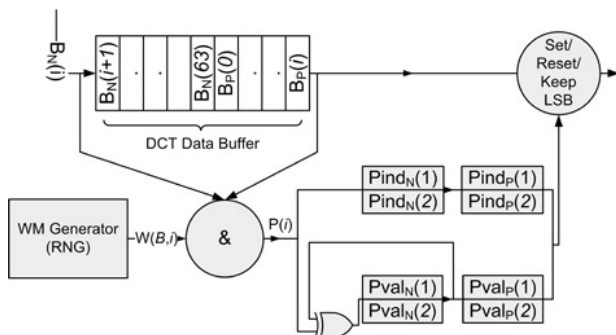 B_N(i)
B_N(i+1)
.
.
B_N(63)
B_P(0)
.
.
B_P(i)
DCT Data Buffer
Set/
Reset/
Keep
LSB
WM Generator
(RNG)
W(B,i)
&
P(i)
Pind_N(1)
Pind_N(2)
Pind_P(1)
Pind_P(2)
Pval_N(1)
Pval_N(2)
Pval_P(1)
Pval_P(2)